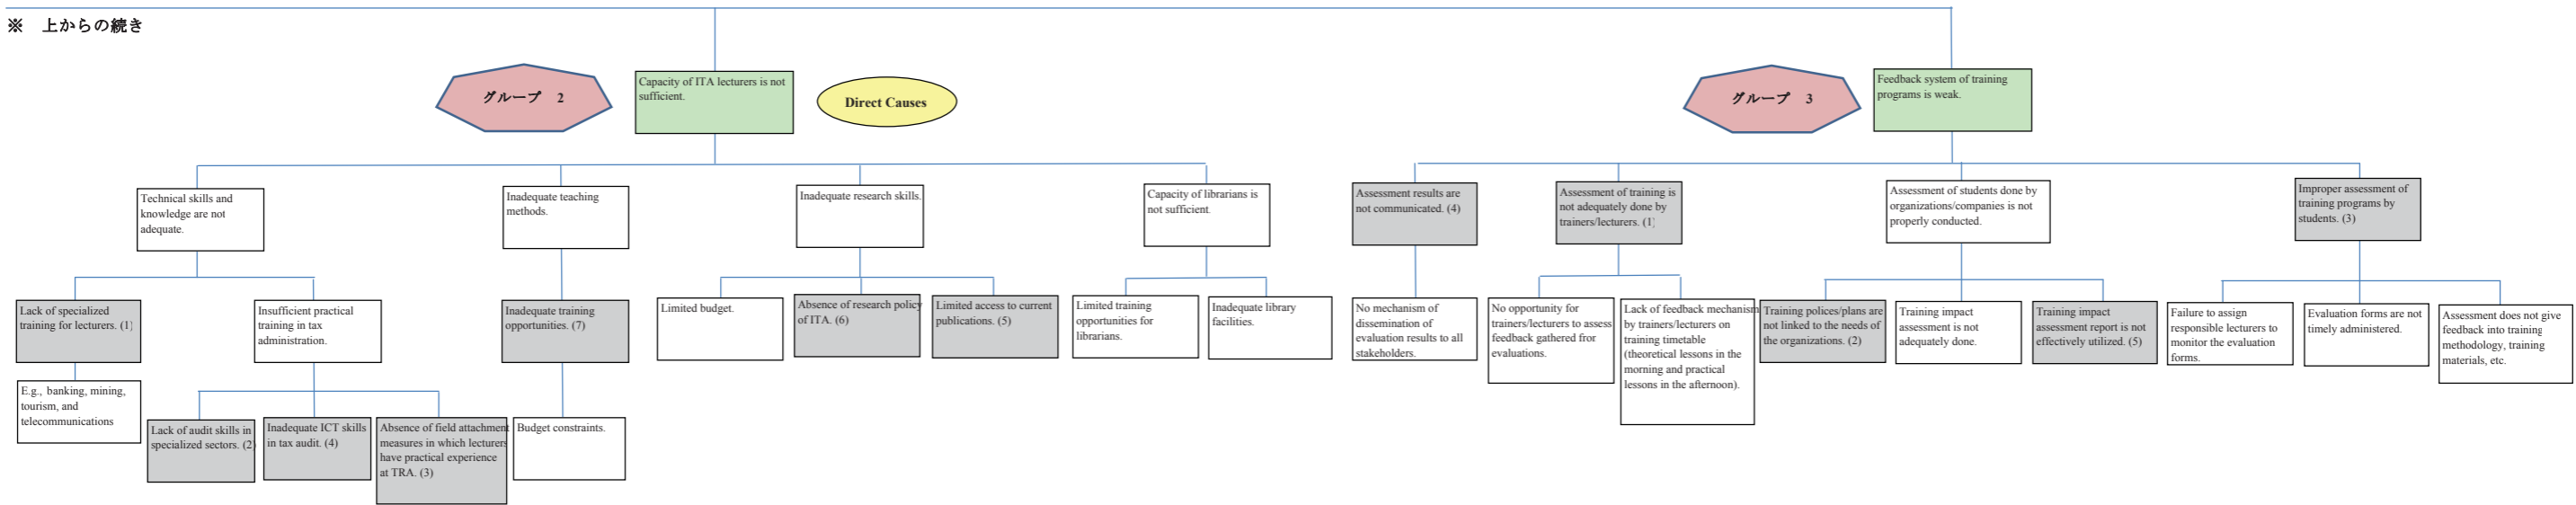 ※　上からの続き
グループ　2
Capacity of ITA lecturers is not
sufficient.
Direct Causes
グループ　3
Feedback system of training
programs is weak.
Technical skills and
knowledge are not
adequate.
Inadequate teaching
methods.
Inadequate research skills.
Capacity of librarians is
not sufficient.
Assessment results are
not communicated. (4)
Assessment of training is
not adequately done by
trainers/lecturers. (1)
Assessment of students done by
organizations/companies is not
properly conducted.
Improper assessment of
training programs by
students. (3)
Lack of specialized
training for lecturers. (1)
Insufficient practical
training in tax
administration.
Inadequate training
opportunities. (7)
Limited budget.
Absence of research policy
of ITA. (6)
Limited access to current
publications. (5)
Limited training
opportunities for
librarians.
Inadequate library
facilities.
No mechanism of
dissemination of
evaluation results to all
stakeholders.
No opportunity for
trainers/lecturers to assess
feedback gathered fror
evaluations.
Lack of feedback mechanism
by trainers/lecturers on
training timetable
(theoretical lessons in the
morning and practical
lessons in the afternoon).
Training polices/plans are
not linked to the needs of
the organizations. (2)
Training impact
assessment is not
adequately done.
Training impact
assessment report is not
effectively utilized. (5)
Failure to assign
responsible lecturers to
monitor the evaluation
forms.
Evaluation forms are not
timely administered.
Assessment does not give
feedback into training
methodology, training
materials, etc.
E.g., banking, mining,
tourism, and
telecommunications
Lack of audit skills in
specialized sectors. (2)
Inadequate ICT skills
in tax audit. (4)
Absence of field attachment
measures in which lecturers
have practical experience
at TRA. (3)
Budget constraints.